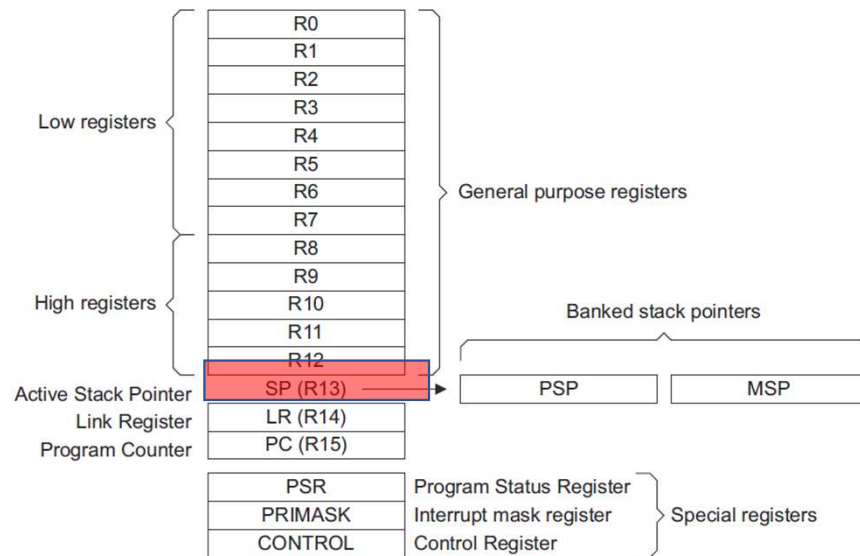 R0
R1
R2
R3
Low registers
R4
R5
R6
General purpose registers
R7
R8
R9
High registers
R10
Banked stack pointers
R11
R12
Active Stack Pointer SP (R13) PSP MSP
Link Register LR (R14)
Program Counter PC (R15)
PSR Program Status Register
PRIMASK Interrupt mask register Special registers
CONTROL Control Register